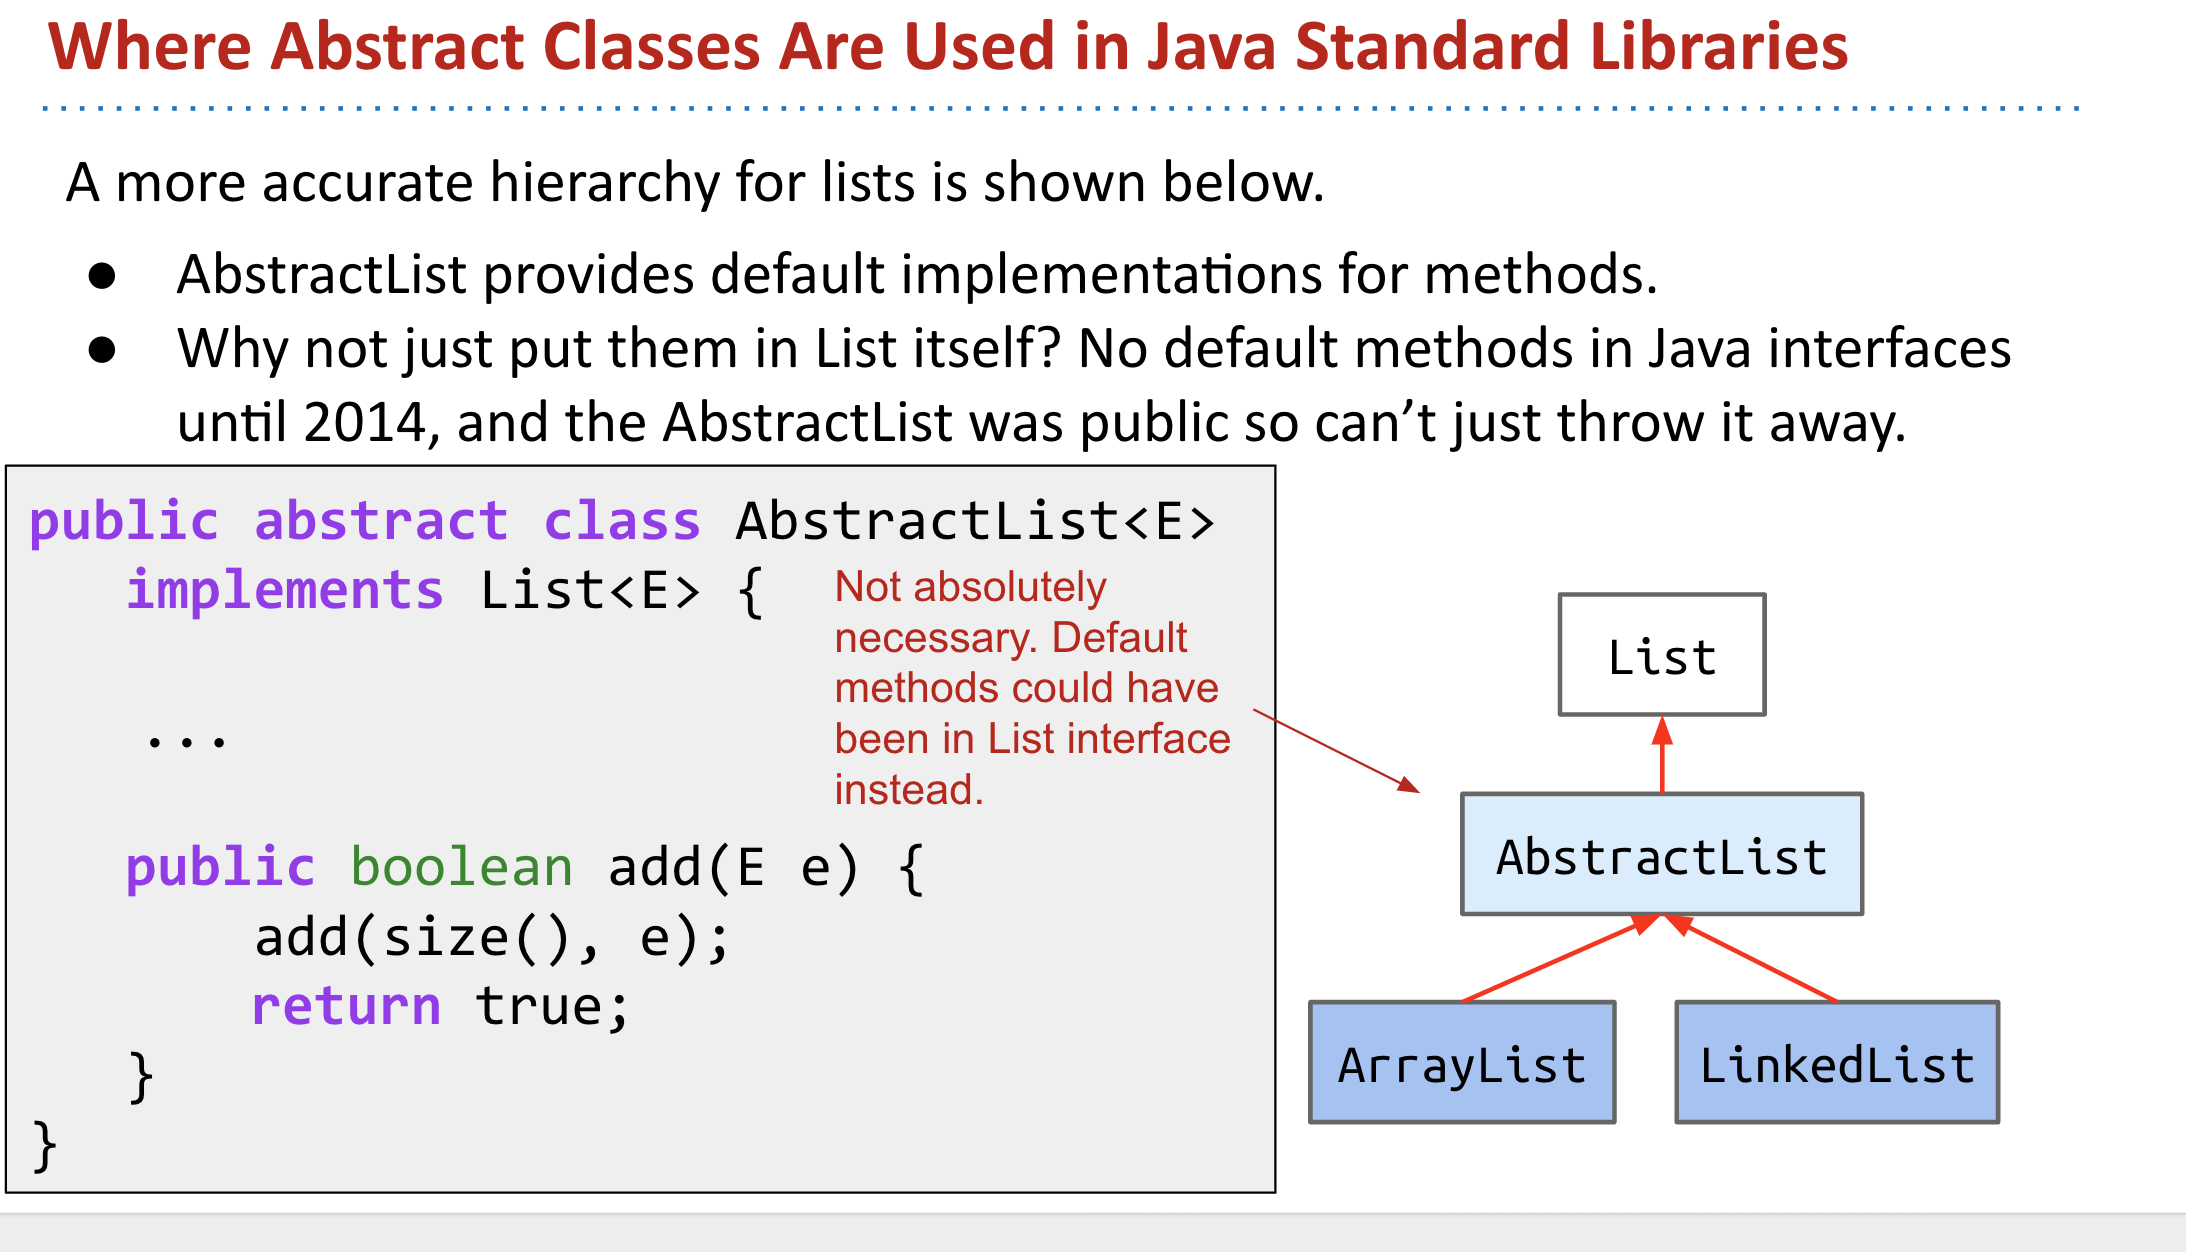 Where Abstract Classes Are Used in Java Standard Libraries
A more accurate hierarchy for lists is shown below.
● AbstractList provides default implementations for methods.
● Why not just put them in List itself? No default methods in Java interfaces
until 2014, and the AbstractList was public so can’t just throw it away.
public abstract class AbstractList<E>
implements List<E> {
...
public boolean add(E e) {
add(size(), e);
return true;
}
}
Not absolutely
necessary. Default
methods could have
been in List interface
instead.
List
AbstractList
ArrayList
LinkedList